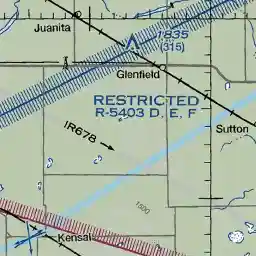 Juanita
1835
(315)
Glenfield
RESTRICTED
R-5403 D, E, F
IR678
Sutton
1500
Kensal